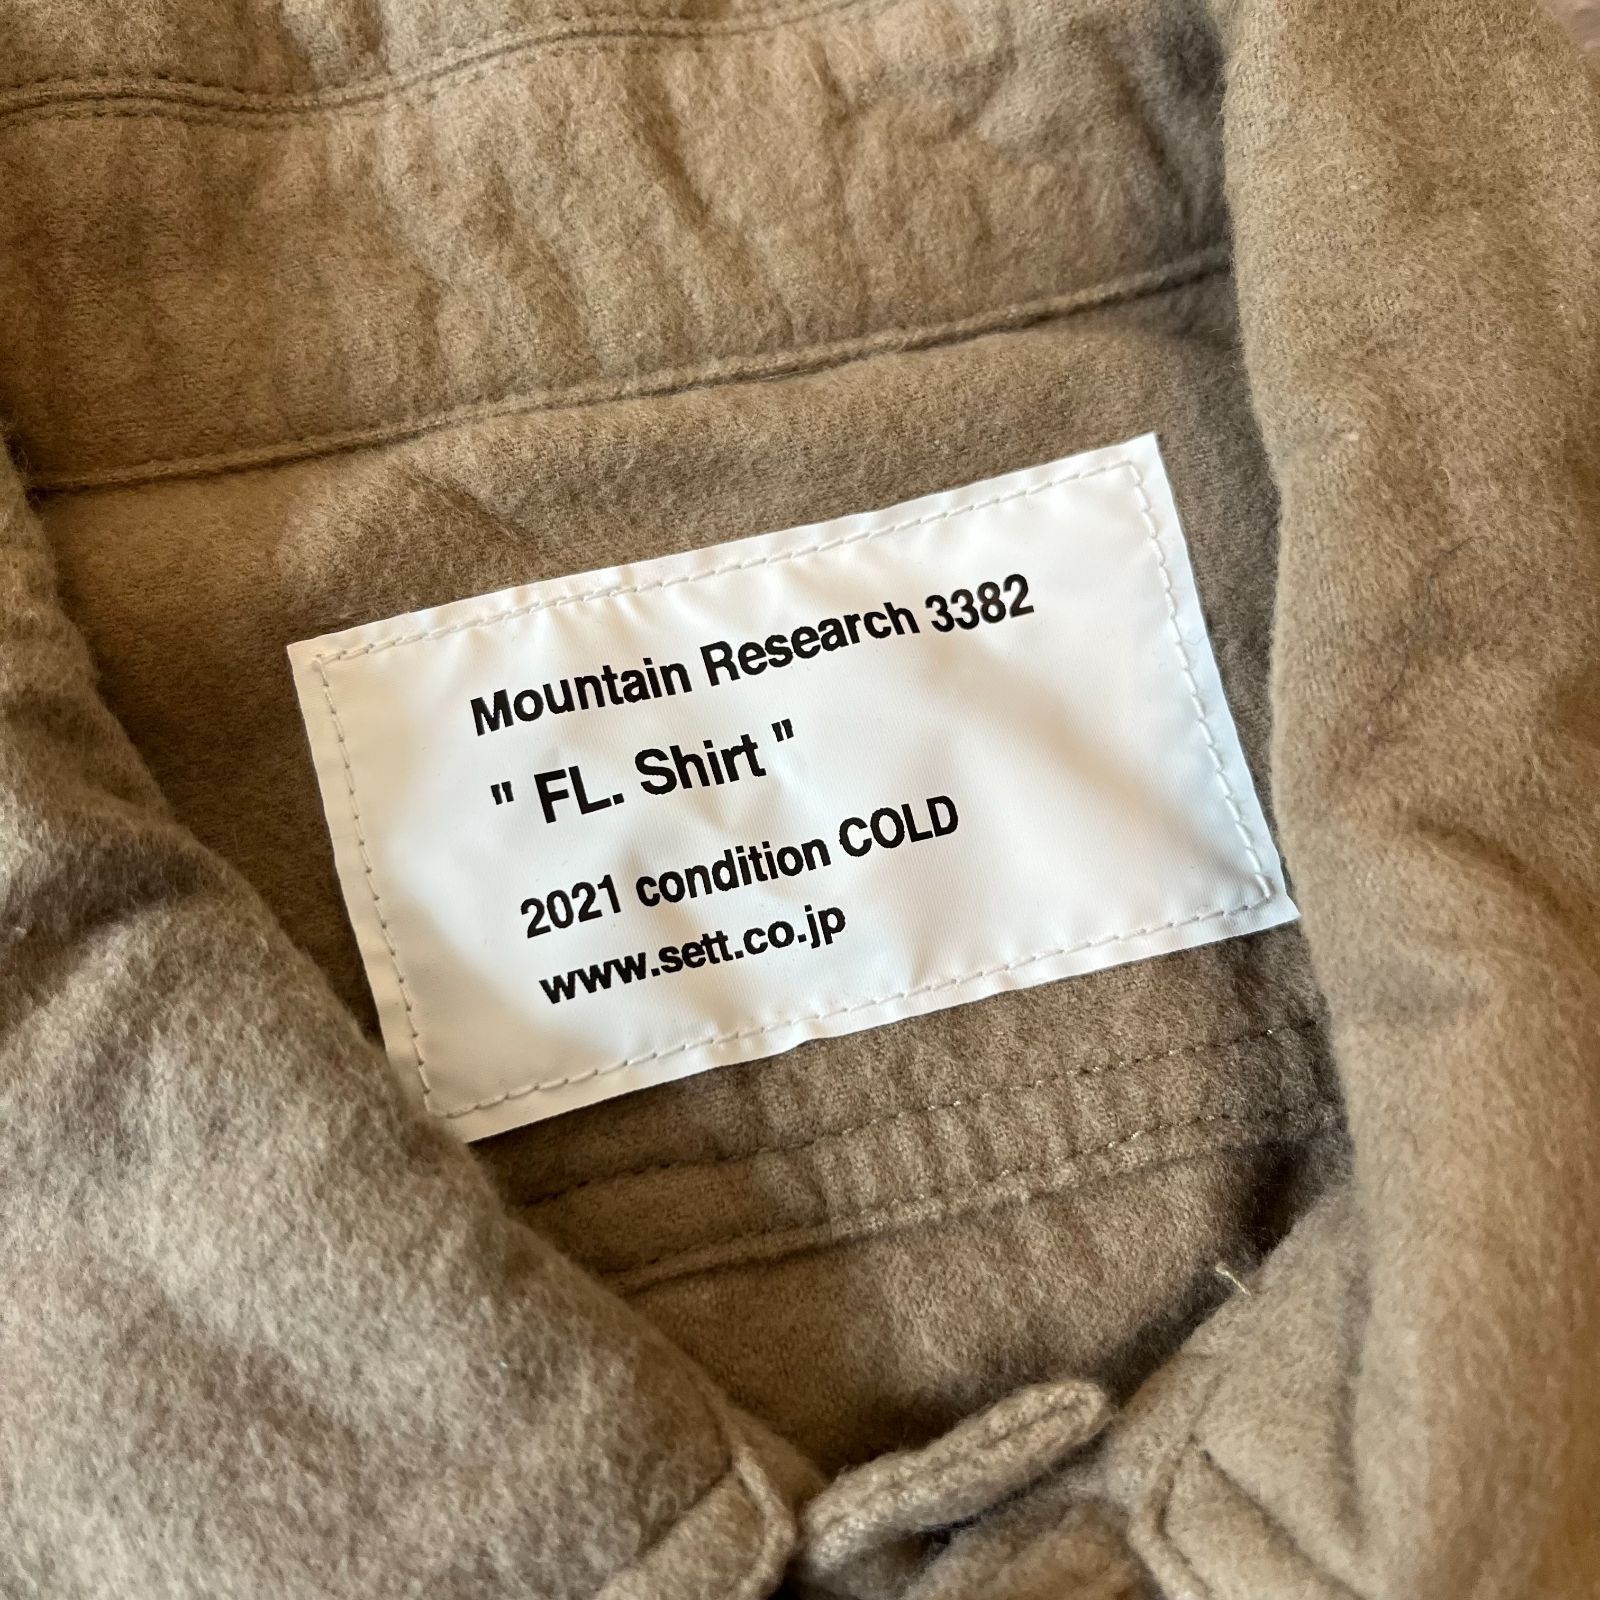 Mountain Research 3382
" FL. Shirt "
2021 condition COLD
www.sett.co.jp